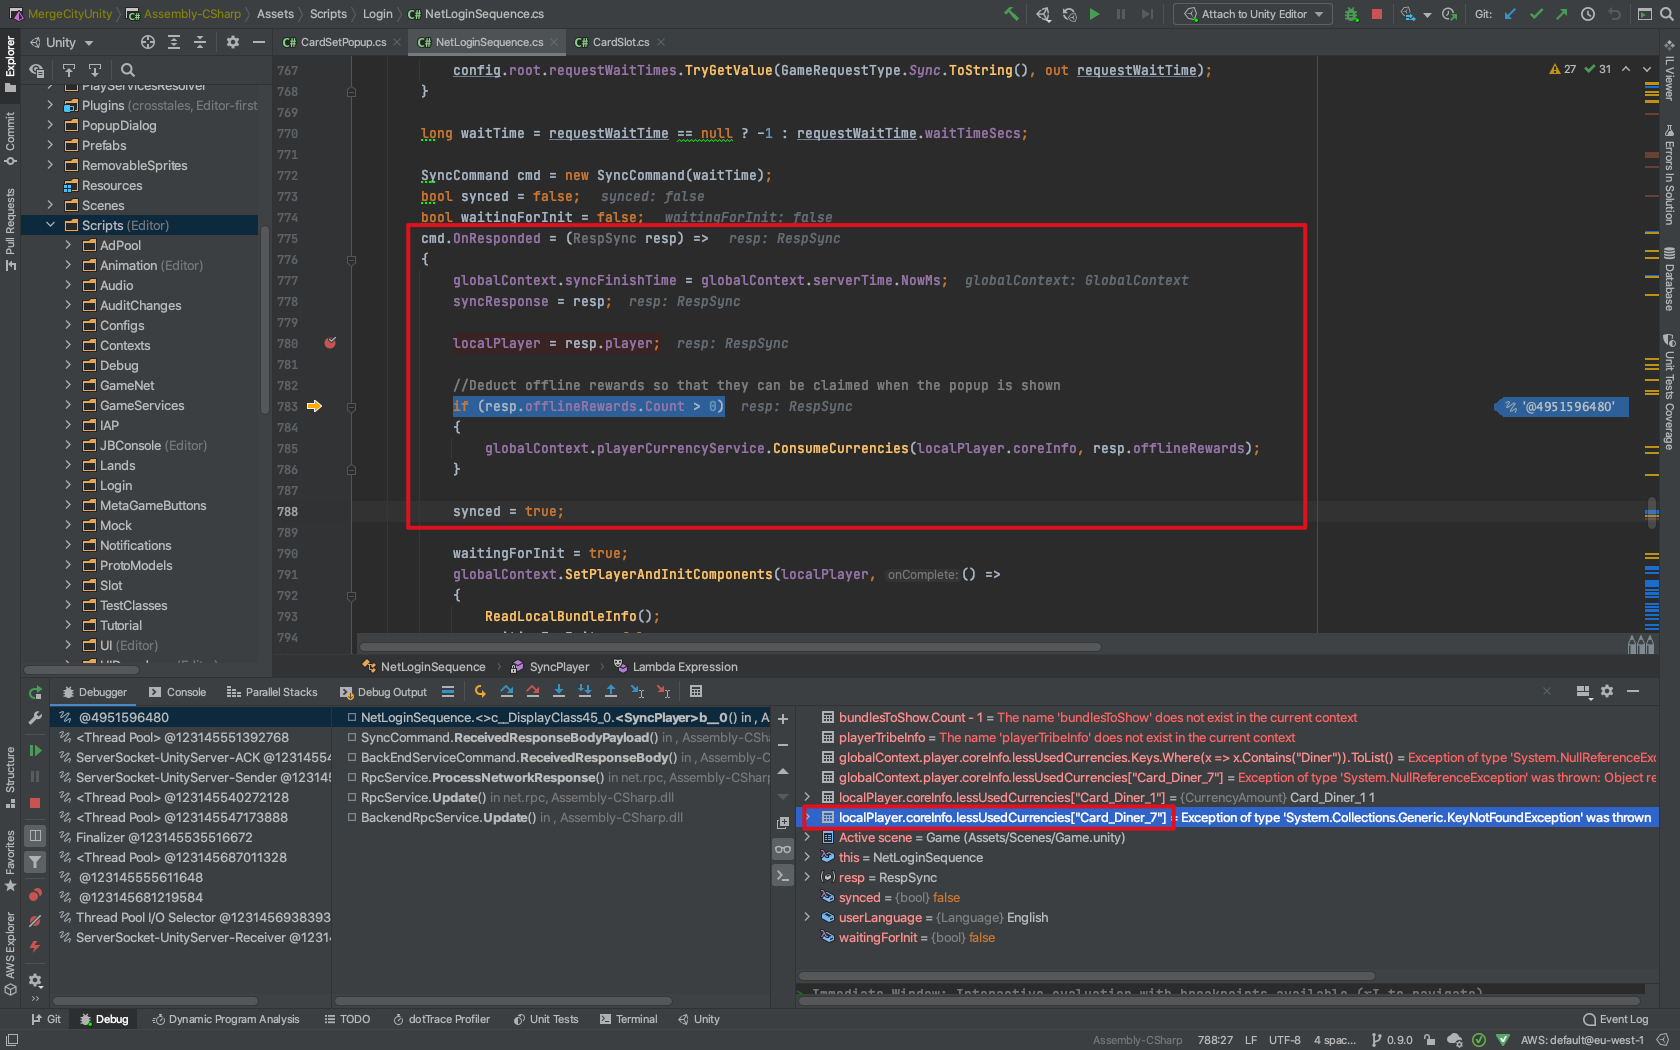 MergeCityUnity › Assembly-CSharp › Assets › Scripts › Login › C# NetLoginSequence.cs
Attach to Unity Editor
Git:
Unity
C# CardSetPopup.cs
C# NetLoginSequence.cs
C# CardSlot.cs
Explorer
Commit
Pull Requests
Structure
Favorites
AWS Explorer
PlayServicesResolver
Plugins (crosstales, Editor-first
PopupDialog
Prefabs
RemovableSprites
Resources
Scenes
Scripts (Editor)
AdPool
Animation (Editor)
Audio
AuditChanges
Configs
Contexts
Debug
GameNet
GameServices
IAP
JBConsole (Editor)
Lands
Login
MetaGameButtons
Mock
Notifications
ProtoModels
Slot
TestClasses
Tutorial
UI (Editor)
27 31
767 config.root.requestWaitTimes.TryGetValue(GameRequestType.Sync.ToString(), out requestWaitTime);
768 }
769
770 long waitTime = requestWaitTime == null ? -1 : requestWaitTime.waitTimeSecs;
771
772 SyncCommand cmd = new SyncCommand(waitTime);
773 bool synced = false; synced: false
774 bool waitingForInit = false; waitingForInit: false
775 cmd.OnResponded = (RespSync resp) => resp: RespSync
776 {
777 globalContext.syncFinishTime = globalContext.serverTime.NowMs; globalContext: GlobalContext
778 syncResponse = resp; resp: RespSync
779
780 localPlayer = resp.player; resp: RespSync
781
782 //Deduct offline rewards so that they can be claimed when the popup is shown
783 if (resp.offlineRewards.Count > 0) resp: RespSync
'@4951596480'
784 {
785 globalContext.playerCurrencyService.ConsumeCurrencies(localPlayer.coreInfo, resp.offlineRewards);
786 }
787
788 synced = true;
789
790 waitingForInit = true;
791 globalContext.SetPlayerAndInitComponents(localPlayer, onComplete: () =>
792 {
793 ReadLocalBundleInfo();
794
IL Viewer
Errors In Solution
Database
Unit Tests Coverage
NetLoginSequence › SyncPlayer › Lambda Expression
Debugger
Console
Parallel Stacks
Debug Output
@4951596480
<Thread Pool> @123145551392768
ServerSocket-UnityServer-ACK @12314554
ServerSocket-UnityServer-Sender @12314
<Thread Pool> @123145540272128
<Thread Pool> @123145547173888
Finalizer @123145535516672
<Thread Pool> @123145687011328
@123145555611648
@123145681219584
Thread Pool I/O Selector @1231456938393
ServerSocket-UnityServer-Receiver @1231
NetLoginSequence.<>c__DisplayClass45_0.<SyncPlayer>b__0() in , A
SyncCommand.ReceivedResponseBodyPayload() in , Assembly-CSh
BackEndServiceCommand.ReceivedResponseBody() in , Assembly-
RpcService.ProcessNetworkResponse() in net.rpc, Assembly-CShar
RpcService.Update() in net.rpc, Assembly-CSharp.dll
BackendRpcService.Update() in , Assembly-CSharp.dll
bundlesToShow.Count - 1 = The name 'bundlesToShow' does not exist in the current context
playerTribeInfo = The name 'playerTribeInfo' does not exist in the current context
globalContext.player.coreInfo.lessUsedCurrencies.Keys.Where(x => x.Contains("Diner")).ToList() = Exception of type 'System.NullReferenceExc
globalContext.player.coreInfo.lessUsedCurrencies["Card_Diner_7"] = Exception of type 'System.NullReferenceException' was thrown: Object re
localPlayer.coreInfo.lessUsedCurrencies["Card_Diner_1"] = {CurrencyAmount} Card_Diner_1 1
localPlayer.coreInfo.lessUsedCurrencies["Card_Diner_7"] = Exception of type 'System.Collections.Generic.KeyNotFoundException' was thrown
Active scene = Game (Assets/Scenes/Game.unity)
this = NetLoginSequence
resp = RespSync
synced = {bool} false
userLanguage = {Language} English
waitingForInit = {bool} false
Immediate Window: Interactive evaluation with breakpoints available
Git
Debug
Dynamic Program Analysis
TODO
dotTrace Profiler
Unit Tests
Terminal
Unity
Event Log
Assembly-CSharp 788:27 LF UTF-8 4 spac... 0.9.0 AWS: default@eu-west-1